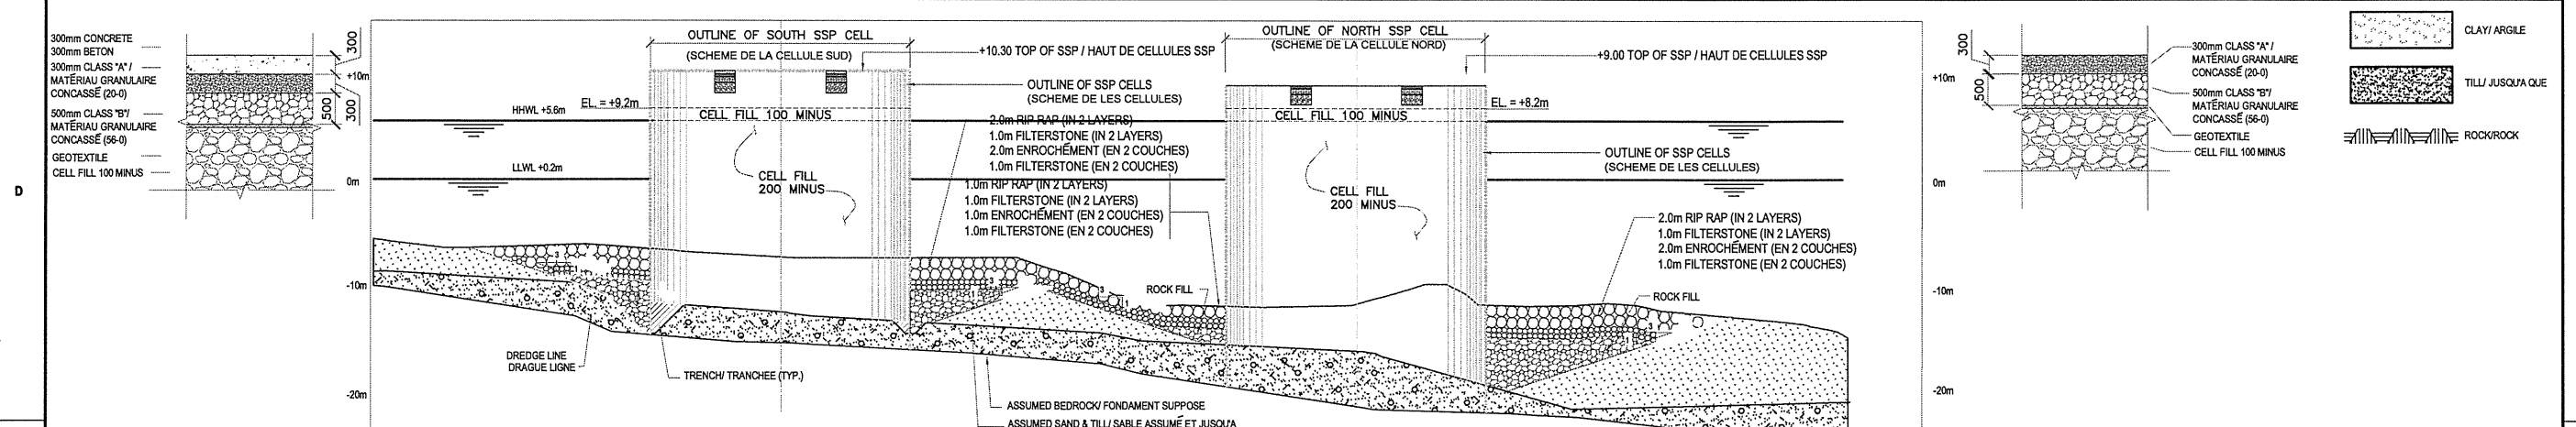 300mm CONCRETE
300mm BETON
300mm CLASS "A" /
MATÉRIAU GRANULAIRE
CONCASSÉ (20-0)
500mm CLASS "B"/
MATÉRIAU GRANULAIRE
CONCASSÉ (56-0)
GEOTEXTILE
CELL FILL 100 MINUS
300
500
300
+10m
0m
-10m
-20m
D
OUTLINE OF SOUTH SSP CELL
(SCHEME DE LA CELLULE SUD)
+10.30 TOP OF SSP / HAUT DE CELLULES SSP
OUTLINE OF SSP CELLS
(SCHEME DE LES CELLULES)
EL. = +9.2m
HHWL +5.6m
LLWL +0.2m
CELL FILL 100 MINUS
CELL FILL
200 MINUS
2.0m RIP RAP (IN 2 LAYERS)
1.0m FILTERSTONE (IN 2 LAYERS)
2.0m ENROCHÉMENT (EN 2 COUCHES)
1.0m FILTERSTONE (EN 2 COUCHES)
1.0m RIP RAP (IN 2 LAYERS)
1.0m FILTERSTONE (IN 2 LAYERS)
1.0m ENROCHÉMENT (EN 2 COUCHES)
1.0m FILTERSTONE (EN 2 COUCHES)
OUTLINE OF NORTH SSP CELL
(SCHEME DE LA CELLULE NORD)
+9.00 TOP OF SSP / HAUT DE CELLULES SSP
EL. = +8.2m
CELL FILL 100 MINUS
CELL FILL
200 MINUS
OUTLINE OF SSP CELLS
(SCHEME DE LES CELLULES)
2.0m RIP RAP (IN 2 LAYERS)
1.0m FILTERSTONE (IN 2 LAYERS)
2.0m ENROCHÉMENT (EN 2 COUCHES)
1.0m FILTERSTONE (EN 2 COUCHES)
ROCK FILL
ROCK FILL
3
1
3
1
3
1
3
1
DREDGE LINE
DRAGUE LIGNE
TRENCH/ TRANCHEE (TYP.)
ASSUMED BEDROCK/ FONDAMENT SUPPOSE
ASSUMED SAND & TILL/ SABLE ASSUMÉ ET JUSQU'A
+10m
0m
-10m
-20m
300
500
300mm CLASS "A" /
MATÉRIAU GRANULAIRE
CONCASSÉ (20-0)
500mm CLASS "B"/
MATÉRIAU GRANULAIRE
CONCASSÉ (56-0)
GEOTEXTILE
CELL FILL 100 MINUS
CLAY/ ARGILE
TILL/ JUSQU'A QUE
ROCK/ROCK